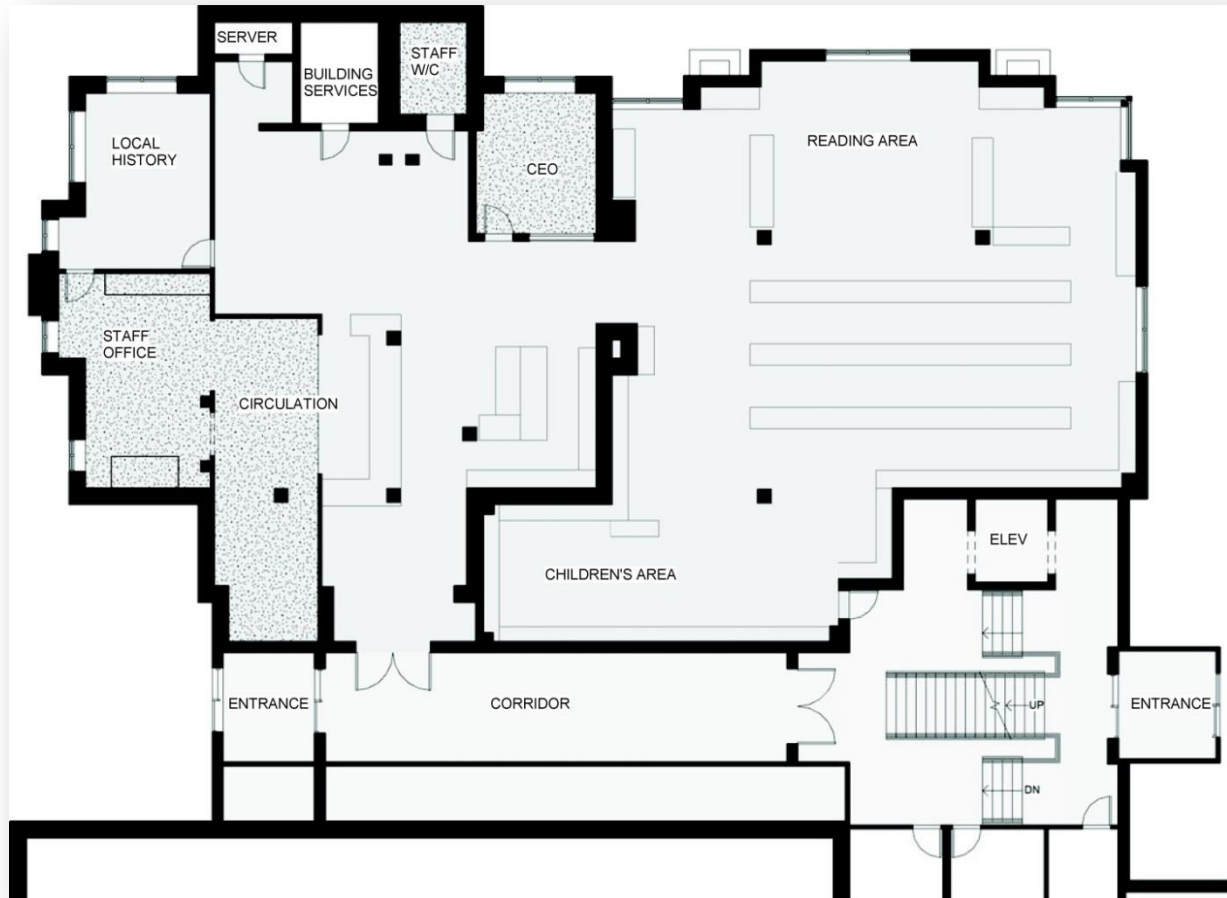 SERVER
BUILDING
SERVICES
STAFF
W/C
LOCAL
HISTORY
CEO
READING AREA
STAFF
OFFICE
CIRCULATION
ELEV
CHILDREN'S AREA
ENTRANCE
CORRIDOR
UP
ENTRANCE
DN